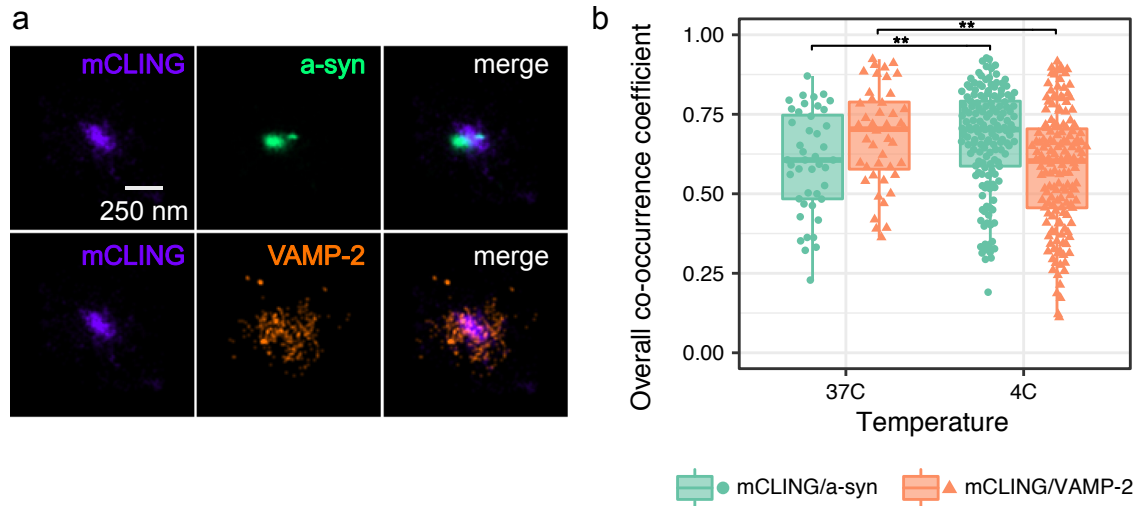 a
mCLING
a-syn
merge
250 nm
mCLING
VAMP-2
merge
b
Overall co-occurrence coefficient
1.00
0.75
0.50
0.25
0.00
**
**
37C
4C
Temperature
mCLING/a-syn
mCLING/VAMP-2